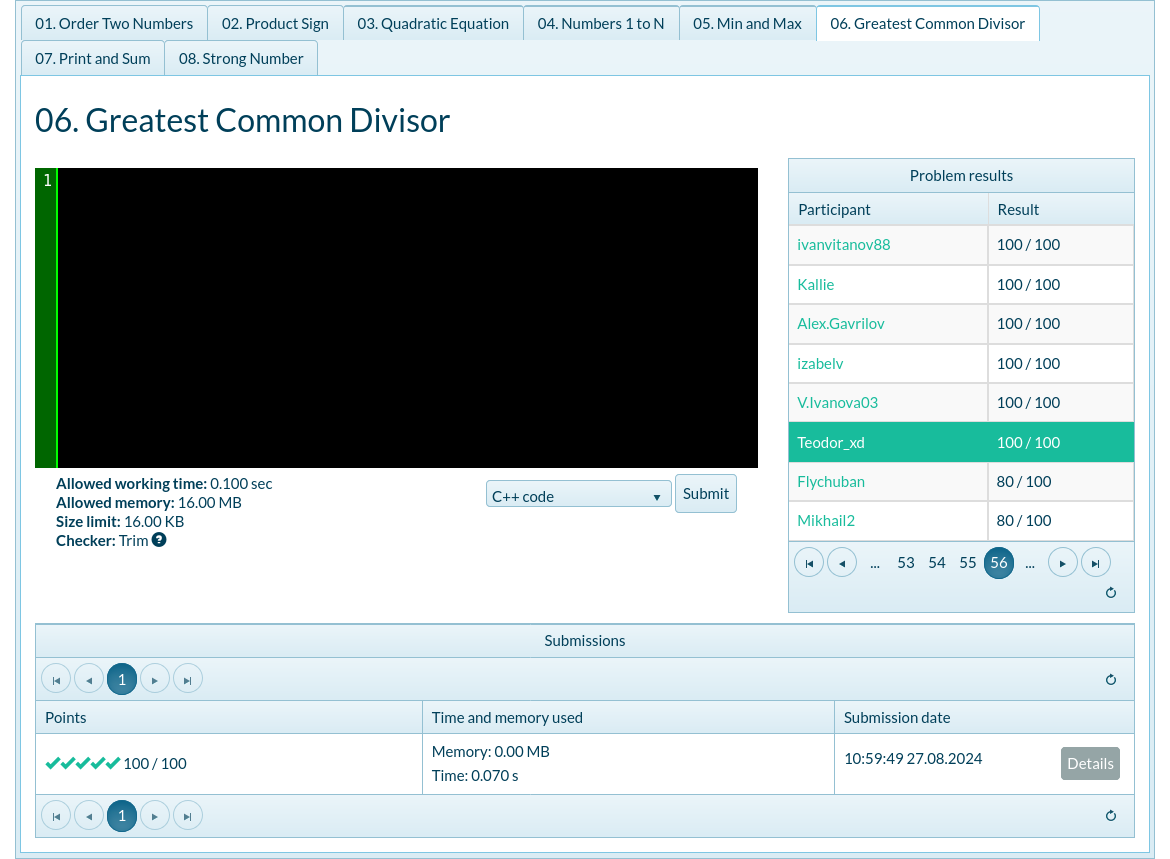 01. Order Two Numbers 02. Product Sign 03. Quadratic Equation 04. Numbers 1 to N 05. Min and Max 06. Greatest Common Divisor
07. Print and Sum 08. Strong Number
06. Greatest Common Divisor
1
Allowed working time: 0.100 sec
Allowed memory: 16.00 MB
Size limit: 16.00 KB
Checker: Trim ?
C++ code Submit
Problem results
Participant Result
ivanvitanov88 100 / 100
Kallie 100 / 100
Alex.Gavrilov 100 / 100
izabelv 100 / 100
V.Ivanova03 100 / 100
Teodor_xd 100 / 100
Flychuban 80 / 100
Mikhail2 80 / 100
... 53 54 55 56 ...
Submissions
1
Points Time and memory used Submission date
100 / 100 Memory: 0.00 MB 10:59:49 27.08.2024 Details
Time: 0.070 s
1